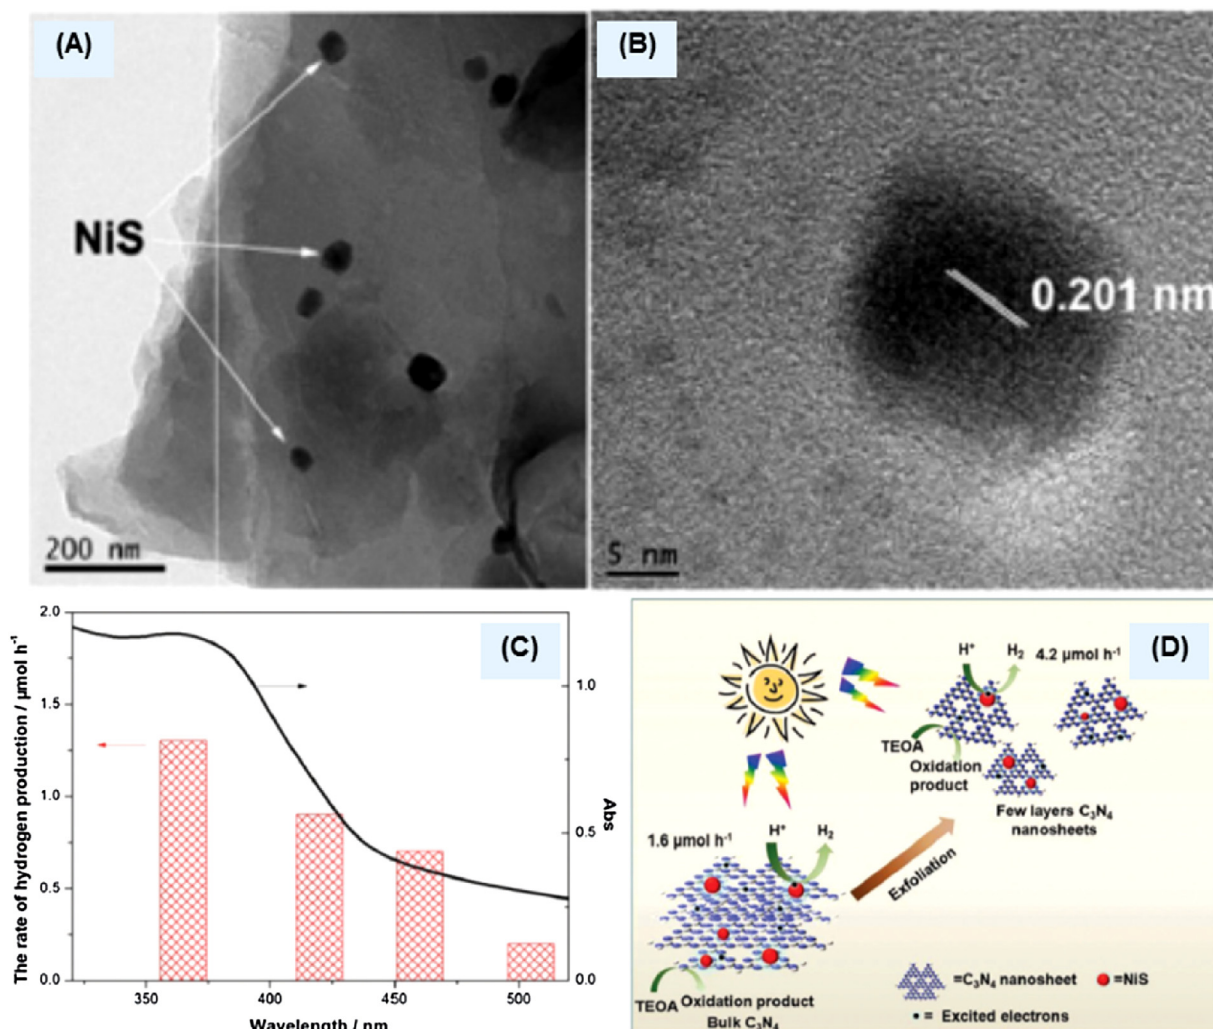 (A)
NiS
200 nm
(B)
0.201 nm
5 nm
(C)
The rate of hydrogen production / µmol h⁻¹
2.0
1.5
1.0
0.5
0.0
350
400
450
500
Wavelength / nm
1.0
0.5
0.0
Abs
(D)
H⁺
H₂
4.2 µmol h⁻¹
TEOA
Oxidation
product
Few layers C₃N₄
nanosheets
1.6 µmol h⁻¹
H⁺
H₂
Exfoliation
TEOA
Oxidation product
Bulk C₃N₄
=C₃N₄ nanosheet
=NiS
= Excited electrons